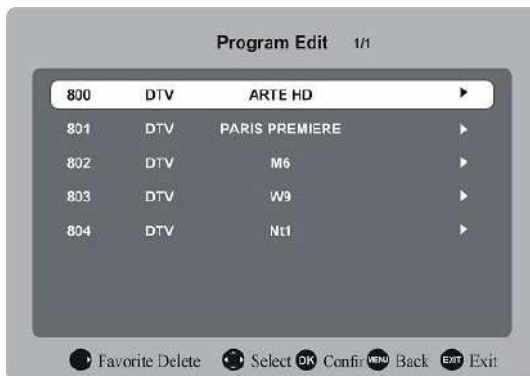 Program Edit 1/1
800 DTV ARTE HD
801 DTV PARIS PREMIERE
802 DTV M6
803 DTV W9
804 DTV Nt1
Favorite Delete Select OK Confir MENU Back EXIT Exit